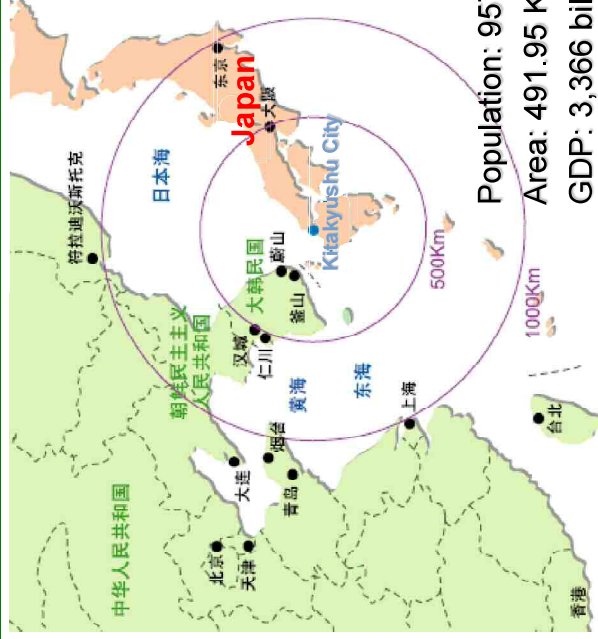 符拉迪沃斯托克
中华人民共和国
日本海
朝鲜民主主义
人民共和国
北京
东京
大连
汉城
Japan
天津
大韩民国
仁川
大阪
烟台
蔚山
青岛
黄海
釜山
Kitakyushu City
东海
上海
500Km
1000Km
台北
香港
Population: 957
Area: 491.95 K
GDP: 3,366 bil